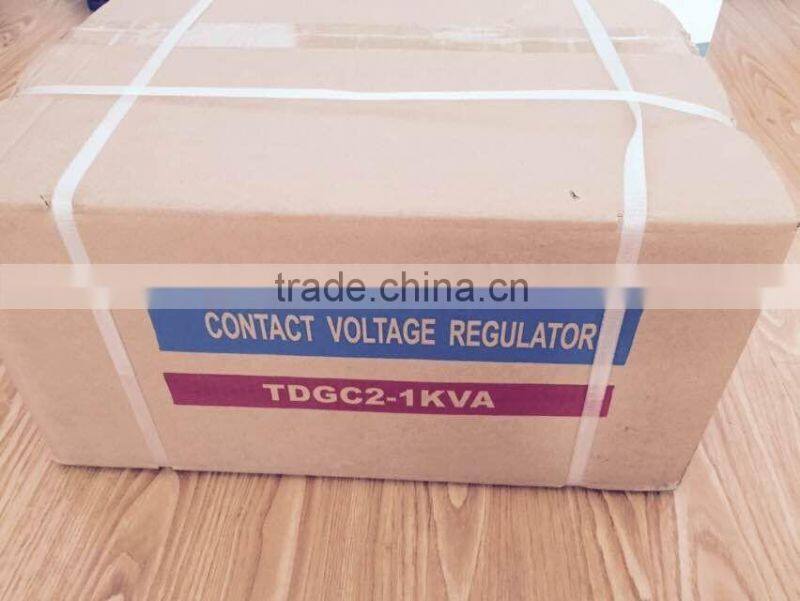 trade.china.cn
CONTACT VOLTAGE REGULATOR
TDGC2-1KVA